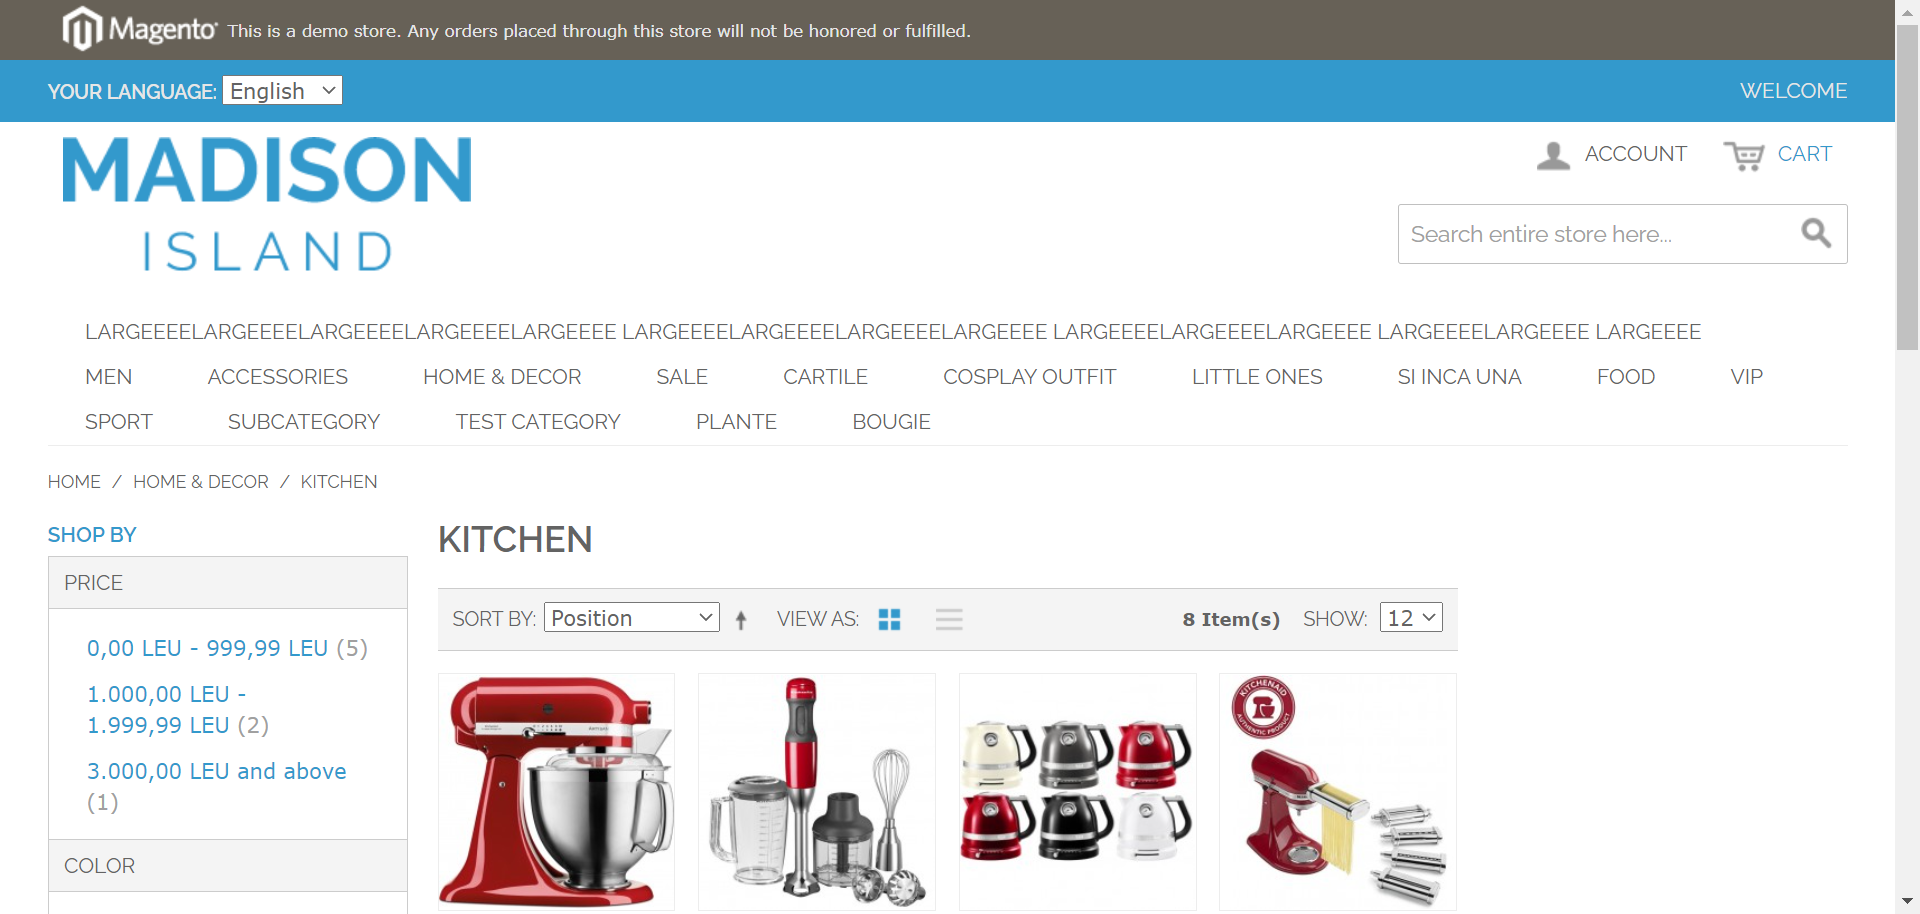 Magento This is a demo store. Any orders placed through this store will not be honored or fulfilled.
YOUR LANGUAGE: English
WELCOME
MADISON
ISLAND
ACCOUNT
CART
Search entire store here...
LARGEEEELARGEEEELARGEEEELARGEEEELARGEEEE LARGEEEELARGEEEELARGEEEELARGEEEE LARGEEEELARGEEEELARGEEEE LARGEEEELARGEEEE LARGEEEE
MEN ACCESSORIES HOME & DECOR SALE CARTILE COSPLAY OUTFIT LITTLE ONES SI INCA UNA FOOD VIP
SPORT SUBCATEGORY TEST CATEGORY PLANTE BOUGIE
HOME / HOME & DECOR / KITCHEN
SHOP BY
PRICE
0,00 LEU - 999,99 LEU (5)
1.000,00 LEU -
1.999,99 LEU (2)
3.000,00 LEU and above
(1)
COLOR
KITCHEN
SORT BY: Position VIEW AS: 8 Item(s) SHOW: 12
KITCHENAID
AUTHENTIC PRODUCT